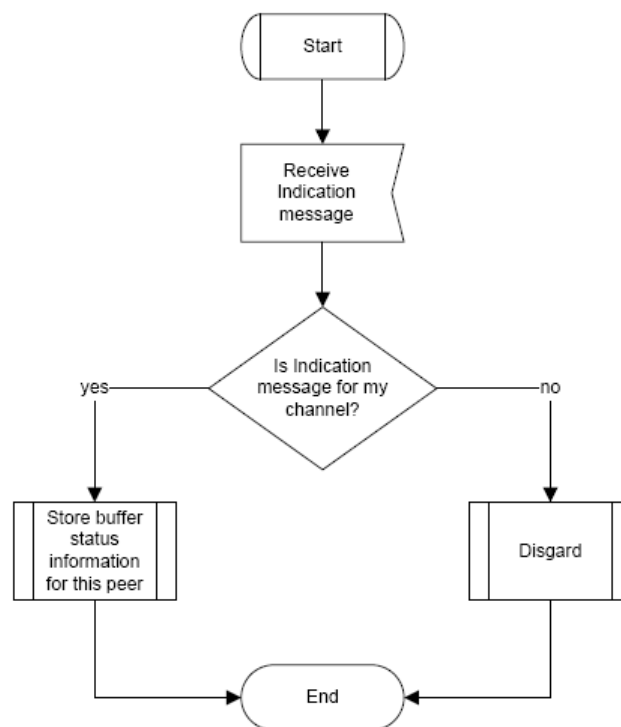 Start
Receive
Indication
message
Is Indication
message for my
channel?
yes
no
Store buffer
status
information
for this peer
Disgard
End